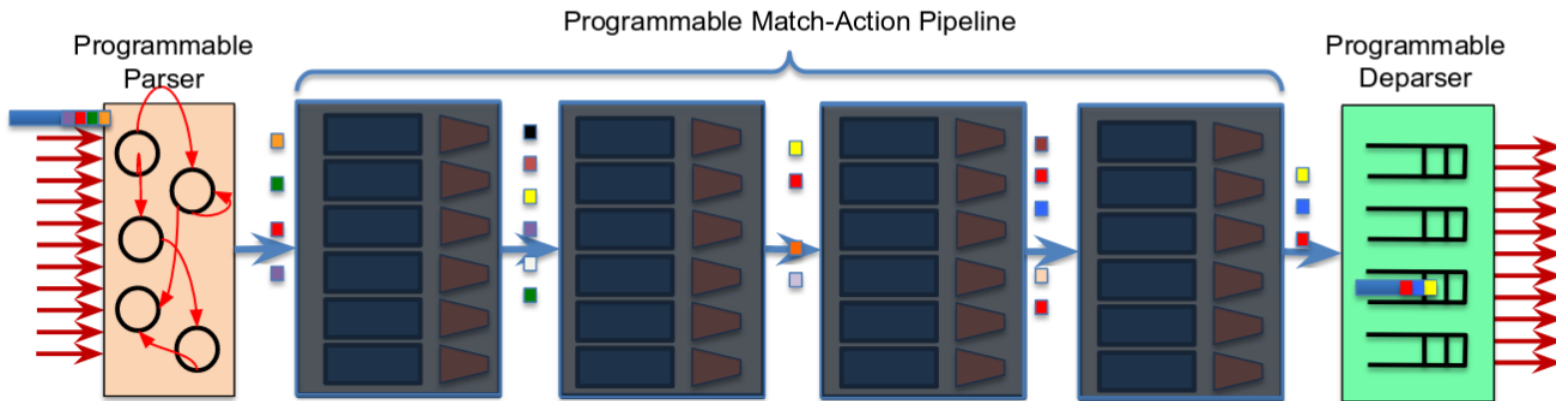 Programmable Match-Action Pipeline
Programmable
Parser
Programmable
Deparser